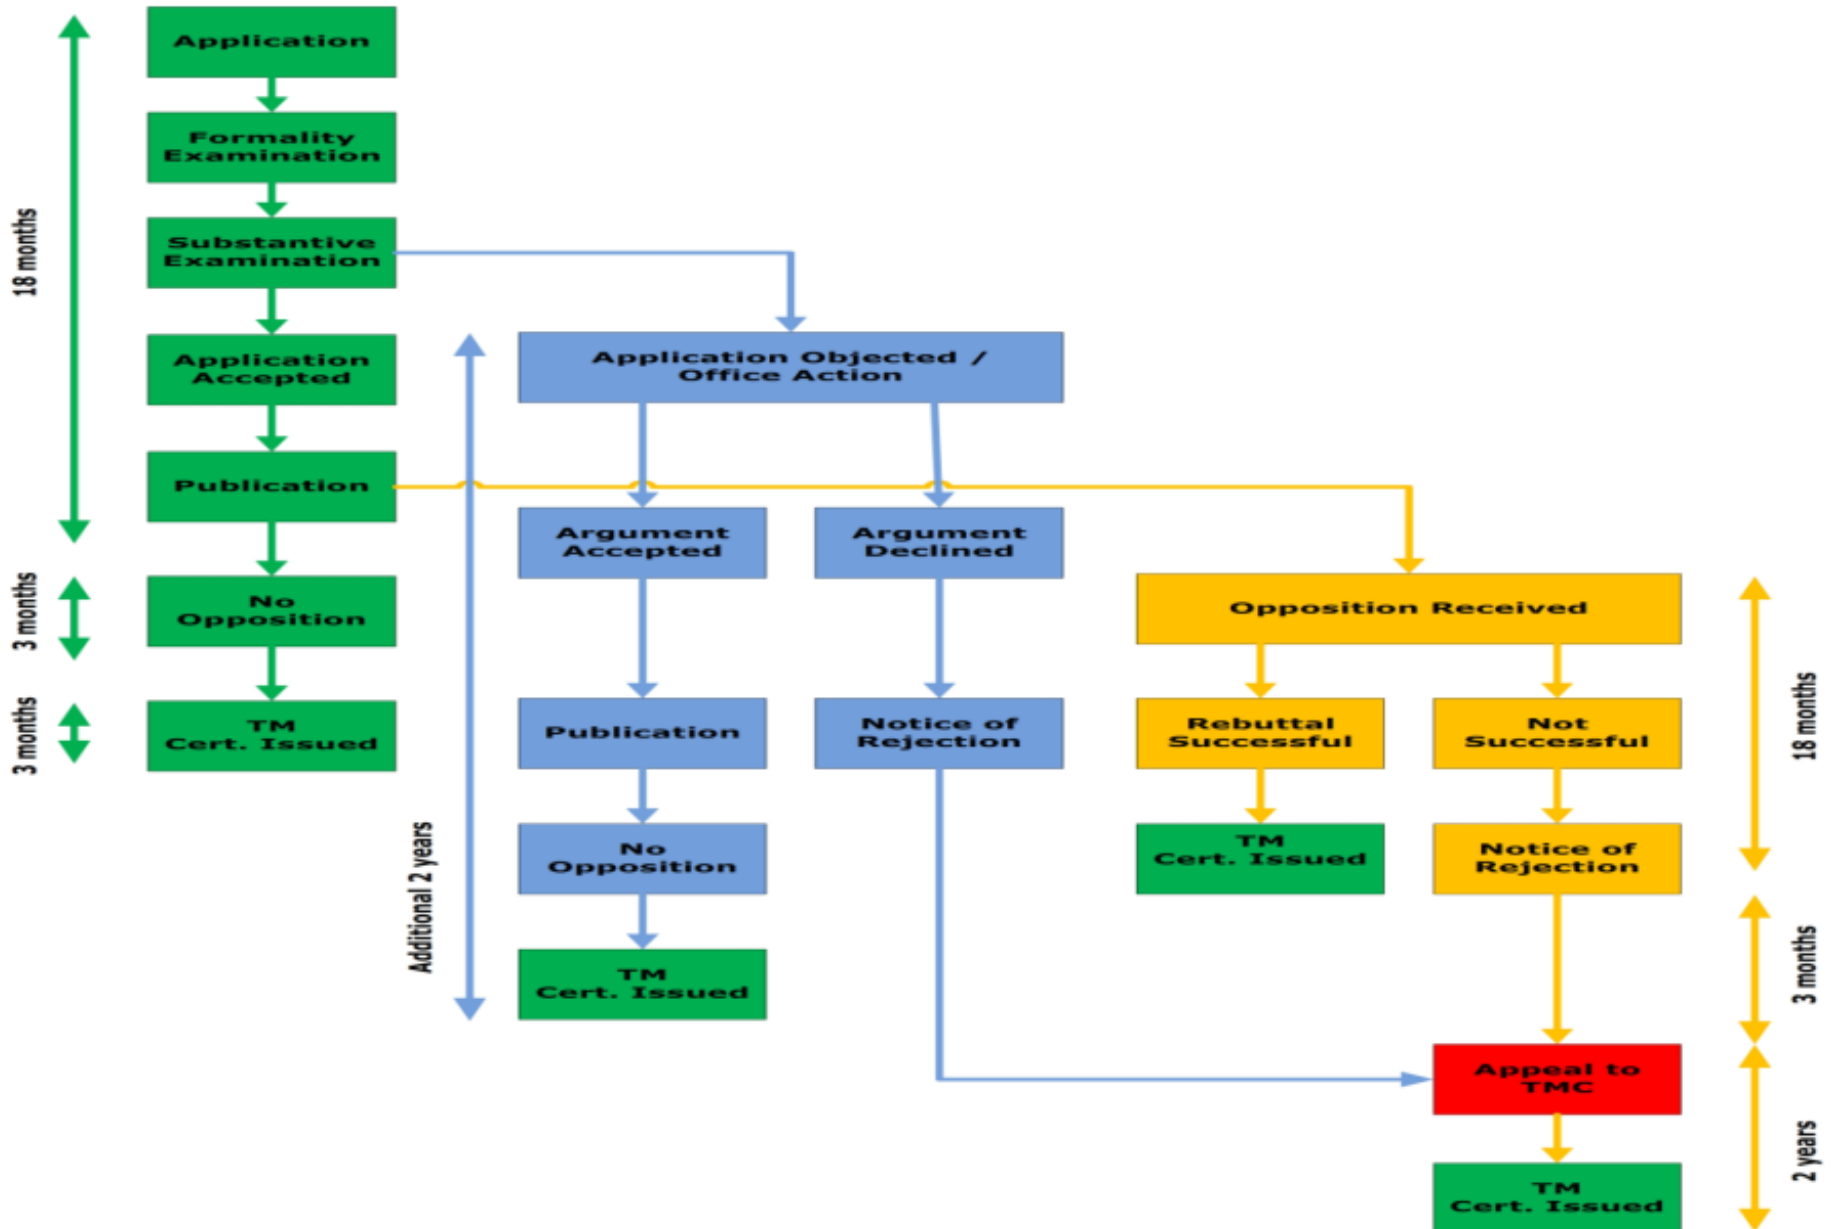 Application
Formality
Examination
Substantive
Examination
Application
Accepted
Publication
No
Opposition
TM
Cert. Issued
18 months
3 months
3 months
Application Objected /
Office Action
Argument
Accepted
Argument
Declined
Publication
Notice of
Rejection
No
Opposition
TM
Cert. Issued
Additional 2 years
Opposition Received
Rebuttal
Successful
Not
Successful
TM
Cert. Issued
Notice of
Rejection
Appeal to
TMC
TM
Cert. Issued
18 months
3 months
2 years